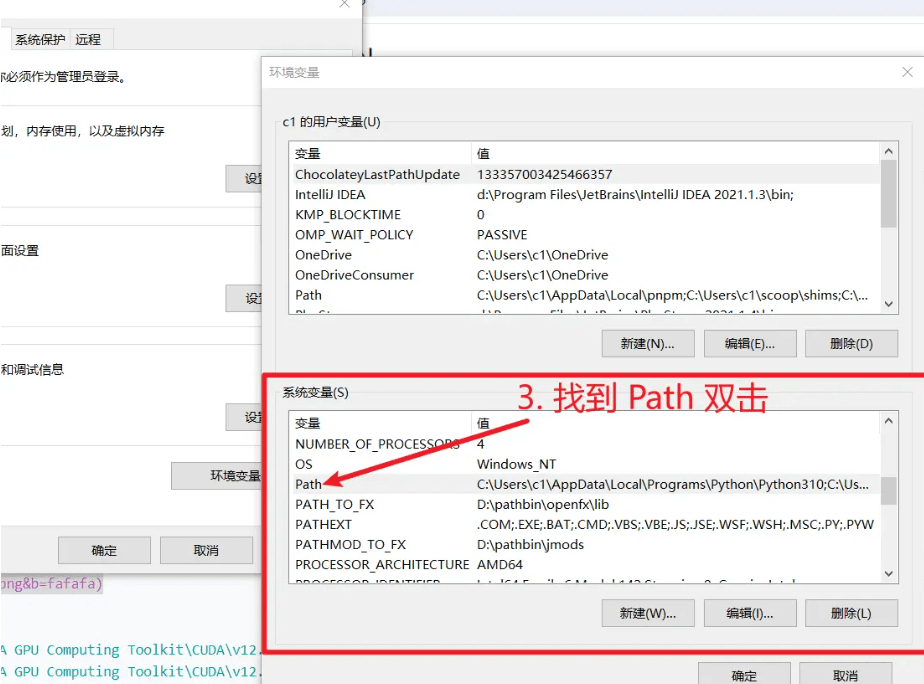 系统保护 远程
你必须作为管理员登录。
划，内存使用，以及虚拟内存
面设置
和调试信息
环境变量
确定 取消
ong&b=fafafa)
A GPU Computing Toolkit\CUDA\v12.
A GPU Computing Toolkit\CUDA\v12.
环境变量
c1 的用户变量(U)
变量 值
ChocolateyLastPathUpdate 133357003425466357
IntelliJ IDEA d:\Program Files\JetBrains\IntelliJ IDEA 2021.1.3\bin;
KMP_BLOCKTIME 0
OMP_WAIT_POLICY PASSIVE
OneDrive C:\Users\c1\OneDrive
OneDriveConsumer C:\Users\c1\OneDrive
Path C:\Users\c1\AppData\Local\pnpm;C:\Users\c1\scoop\shims;C:\...
新建(N)... 编辑(E)... 删除(D)
系统变量(S)
3. 找到 Path 双击
变量 值
NUMBER_OF_PROCESSORS 4
OS Windows_NT
Path C:\Users\c1\AppData\Local\Programs\Python\Python310;C:\Us...
PATH_TO_FX D:\pathbin\openfx\lib
PATHEXT .COM;.EXE;.BAT;.CMD;.VBS;.VBE;.JS;.JSE;.WSF;.WSH;.MSC;.PY;.PYW
PATHMOD_TO_FX D:\pathbin\jmods
PROCESSOR_ARCHITECTURE AMD64
新建(W)... 编辑(I)... 删除(L)
确定 取消